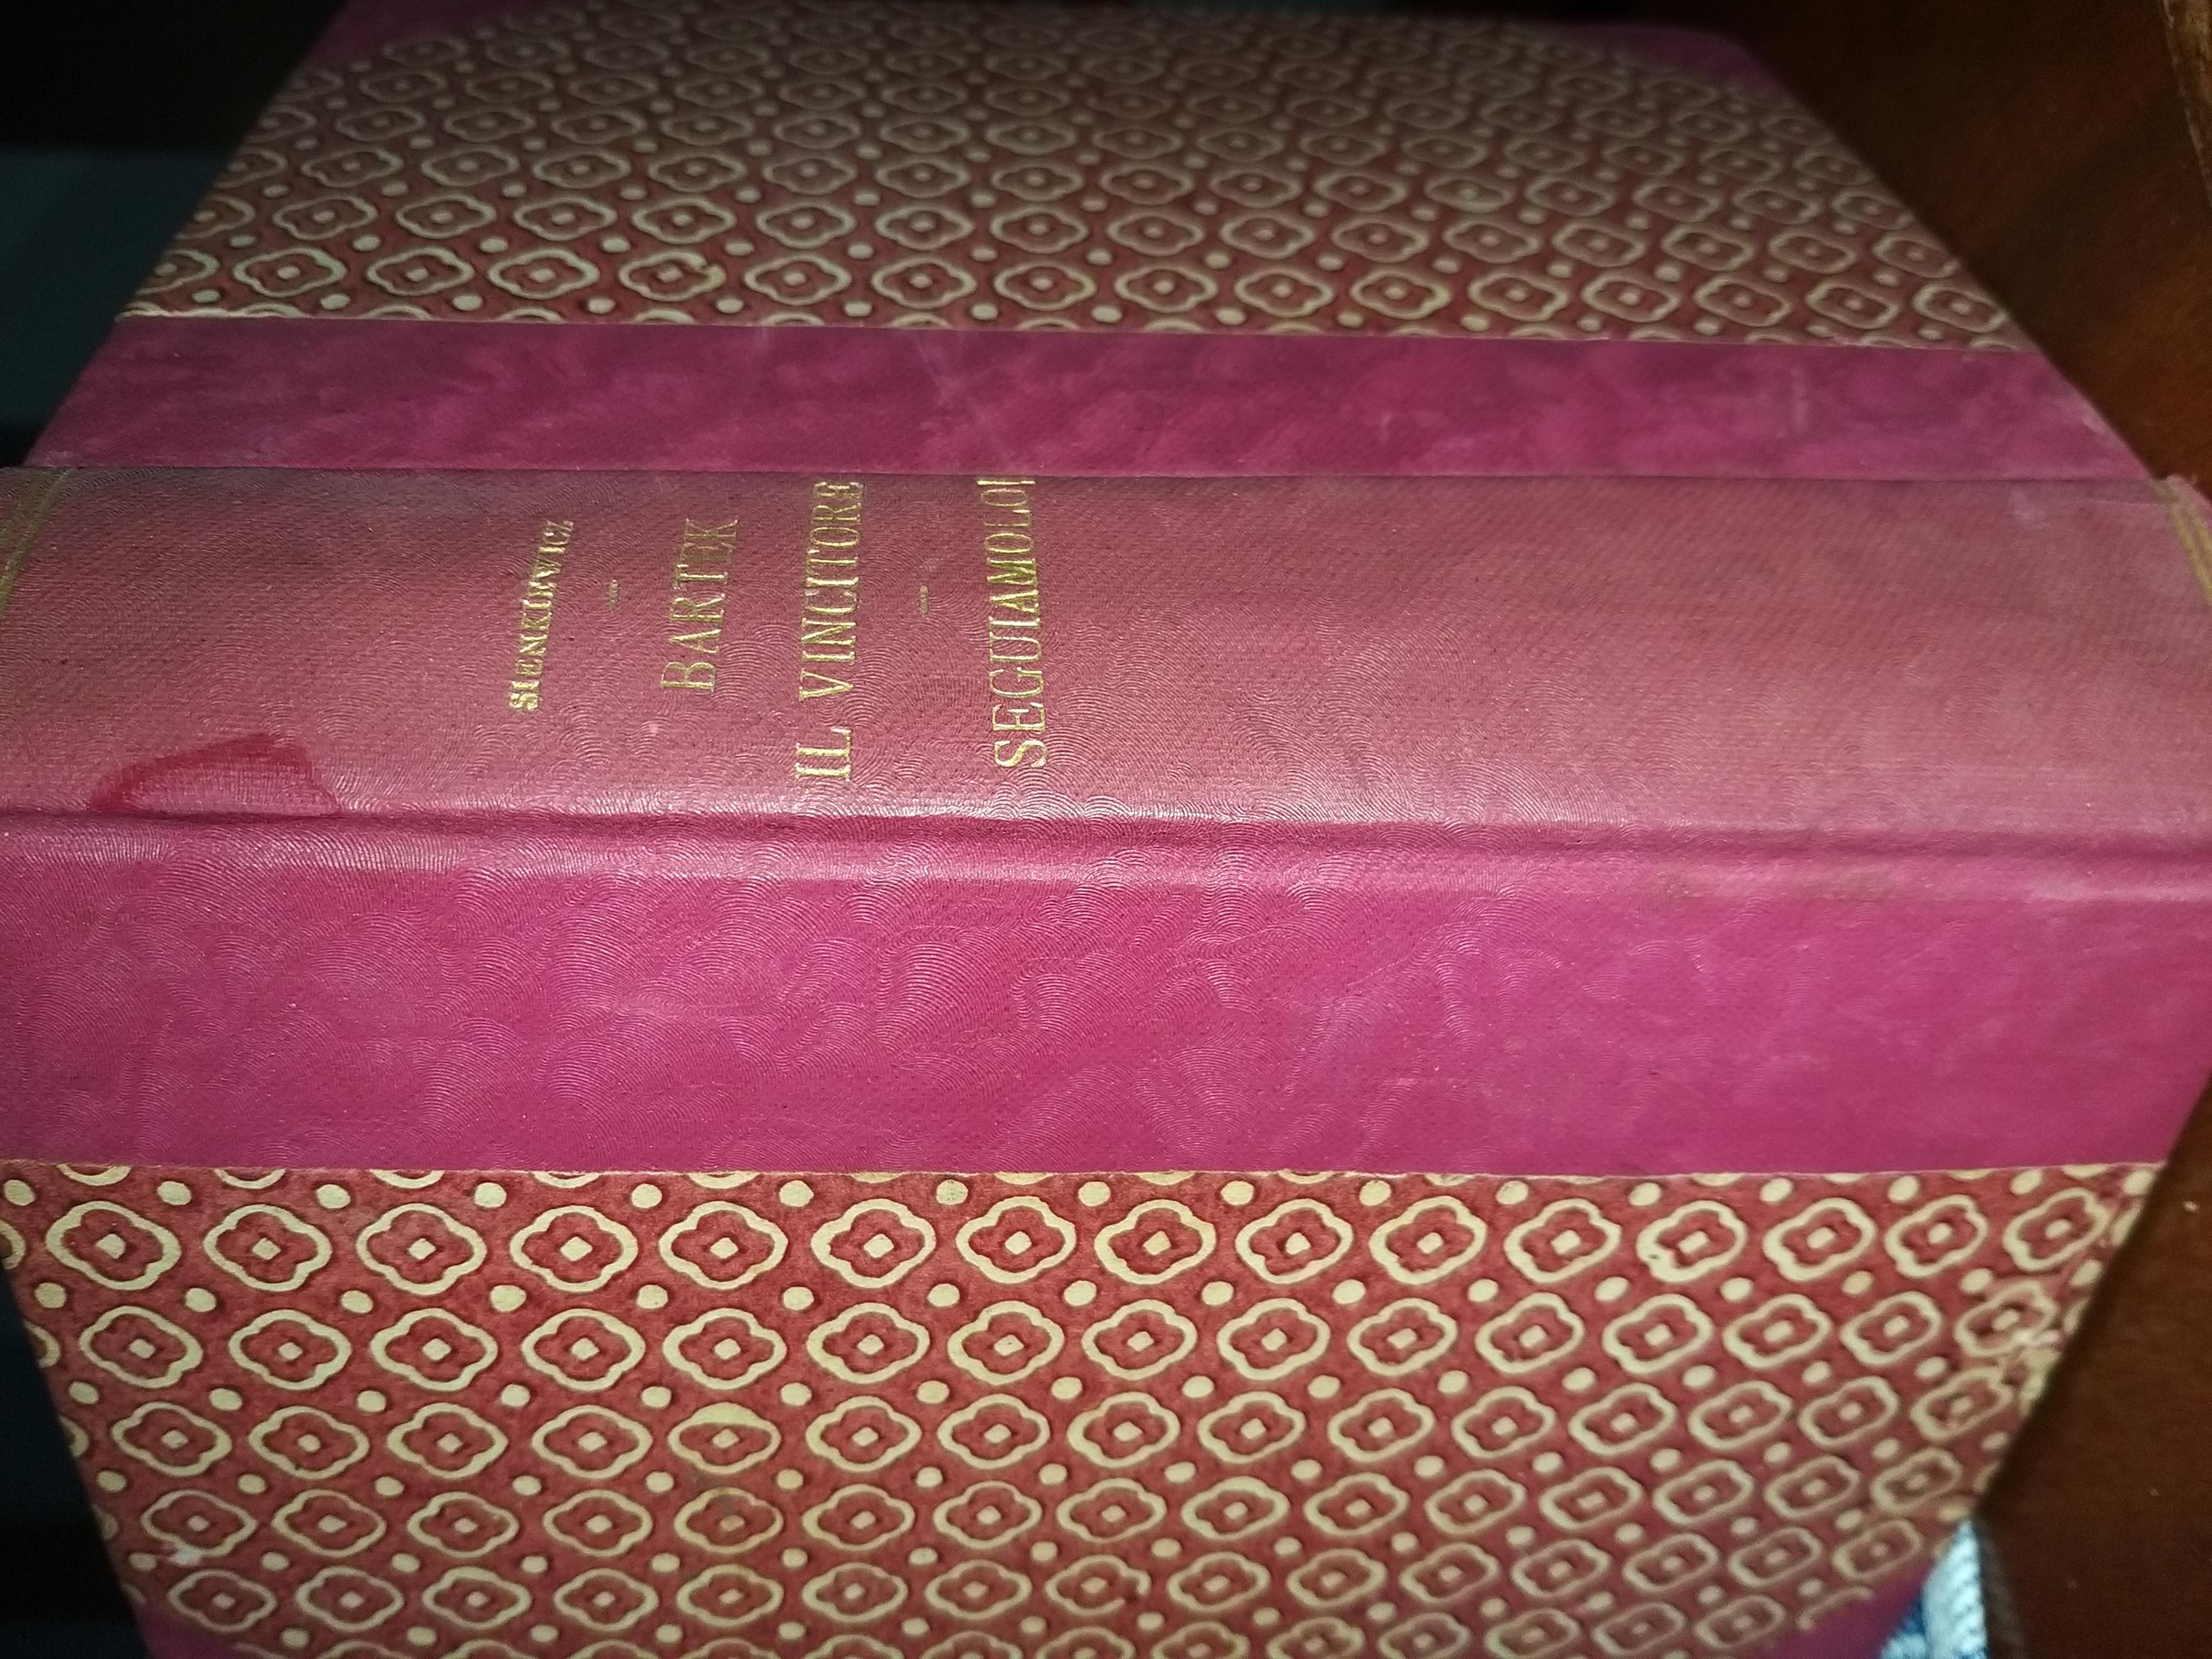 SIENKIEWICZ
BARTEK
IL VINCITORE
SEGUIAMOLO!